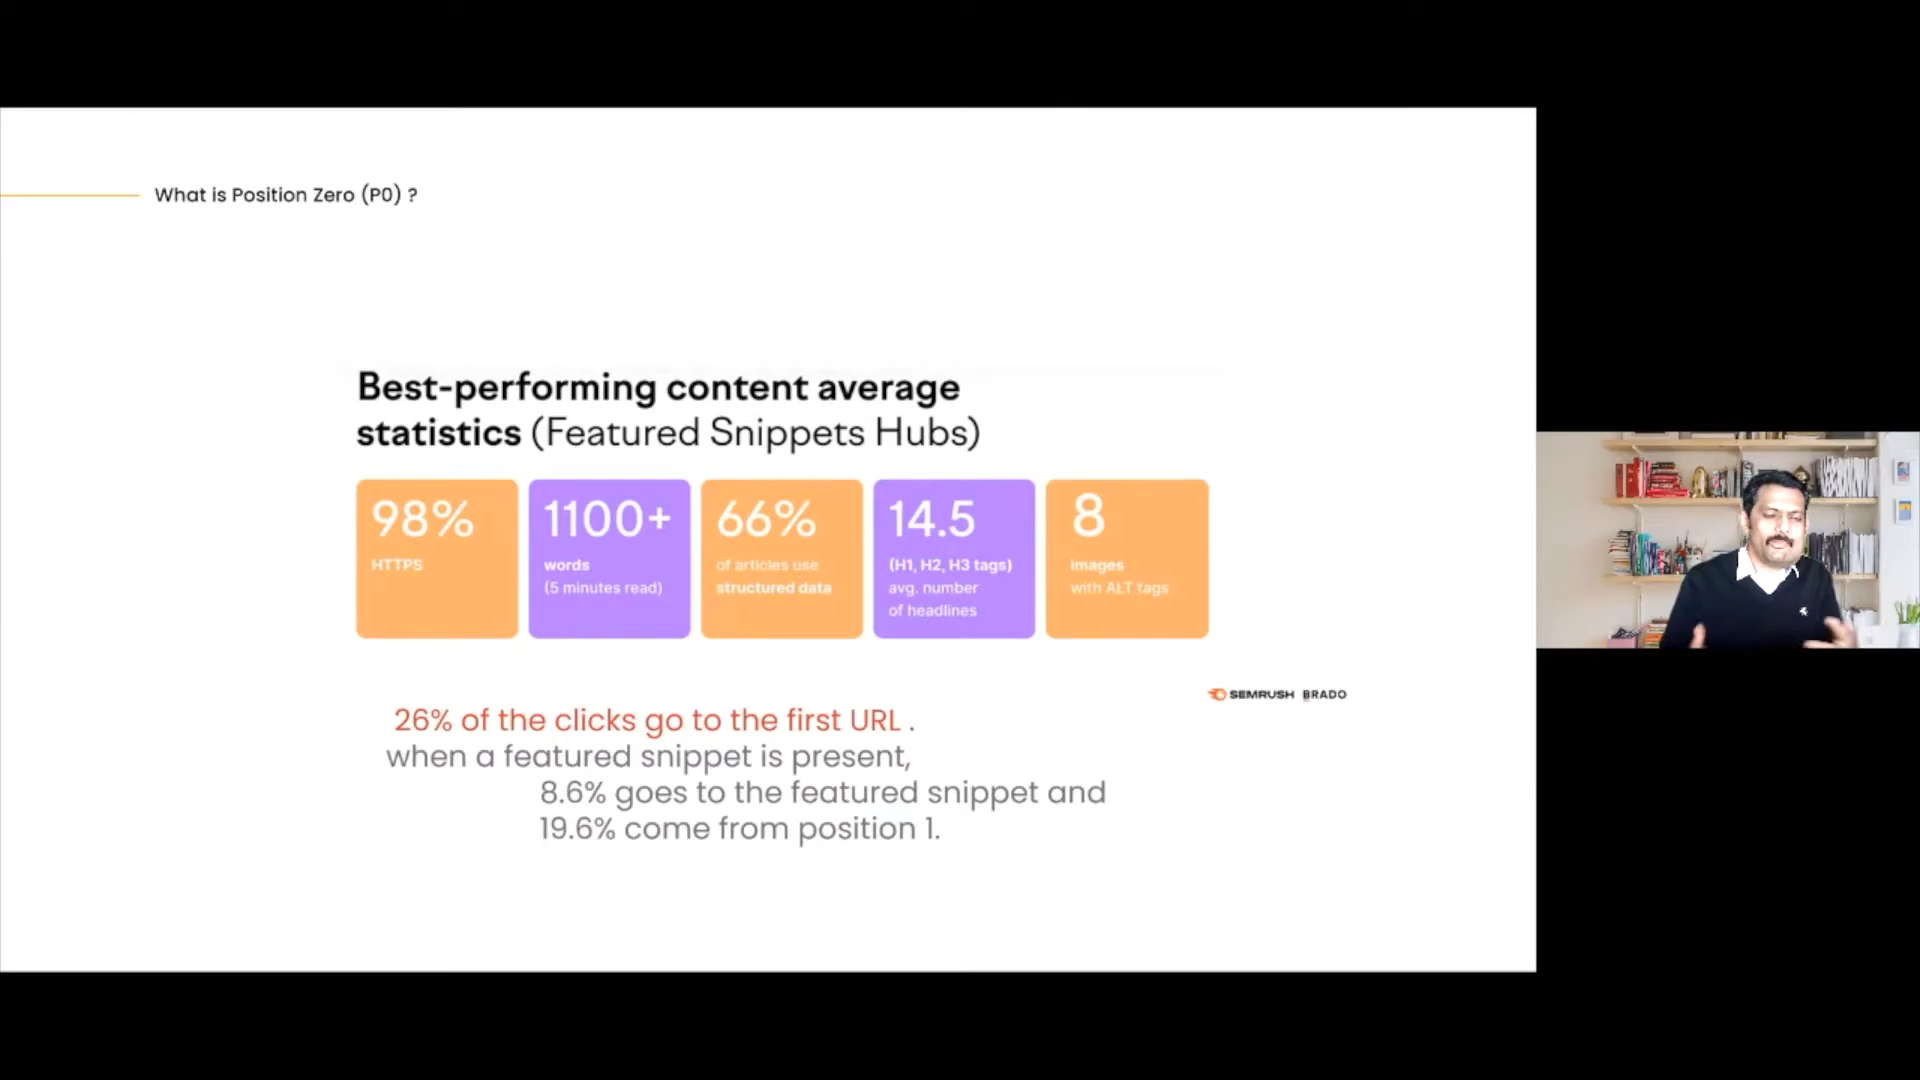 What is Position Zero (P0) ?
Best-performing content average
statistics (Featured Snippets Hubs)
98%
HTTPS
1100+
words
(5 minutes read)
66%
of articles use
structured data
14.5
(H1, H2, H3 tags)
avg. number
of headlines
8
images
with ALT tags
SEMRUSH BRADO
26% of the clicks go to the first URL .
when a featured snippet is present,
8.6% goes to the featured snippet and
19.6% come from position 1.